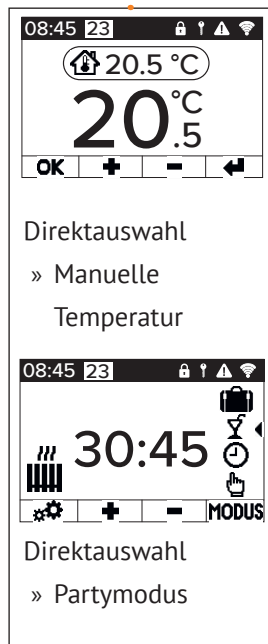 08:45 23
20.5 °C
20.5 °C
OK + −
Direktauswahl
» Manuelle
Temperatur
08:45 23
30:45
+ − MODUS
Direktauswahl
» Partymodus